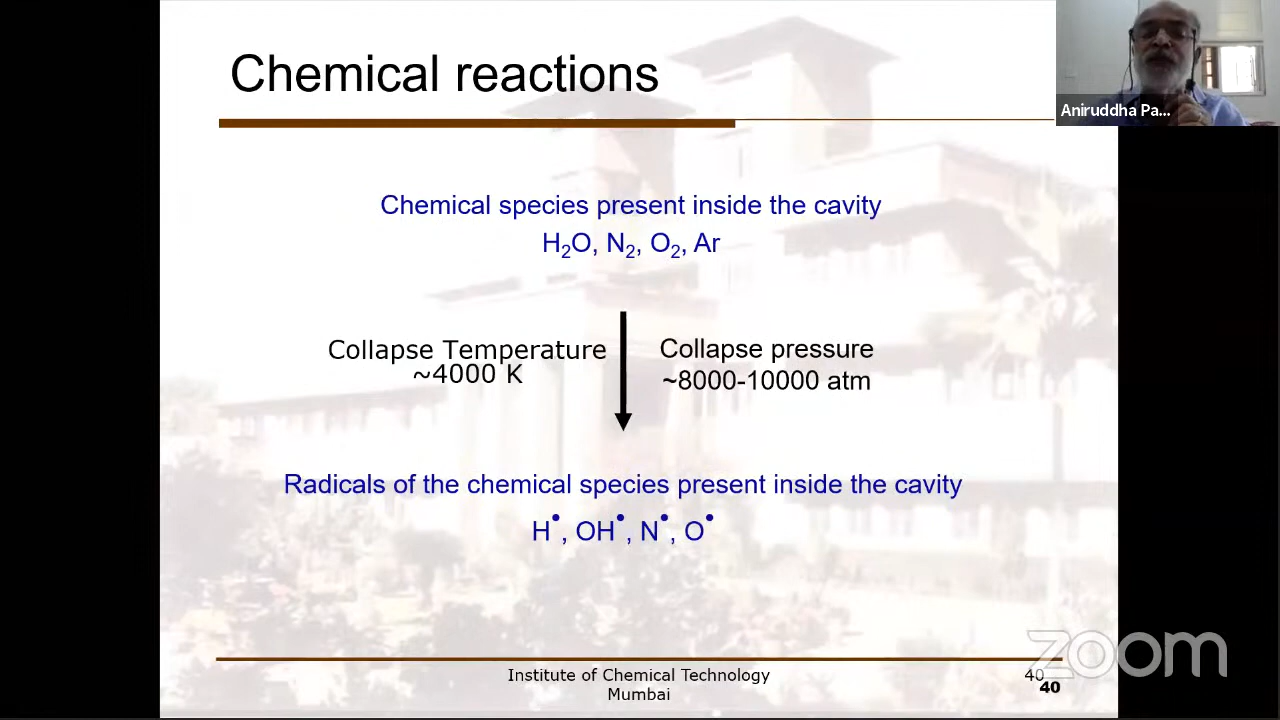 Chemical reactions
Aniruddha Pa...
Chemical species present inside the cavity
H₂O, N₂, O₂, Ar
Collapse Temperature
~4000 K
Collapse pressure
~8000-10000 atm
Radicals of the chemical species present inside the cavity
H•, OH•, N•, O•
Institute of Chemical Technology
Mumbai
40
40
zoom